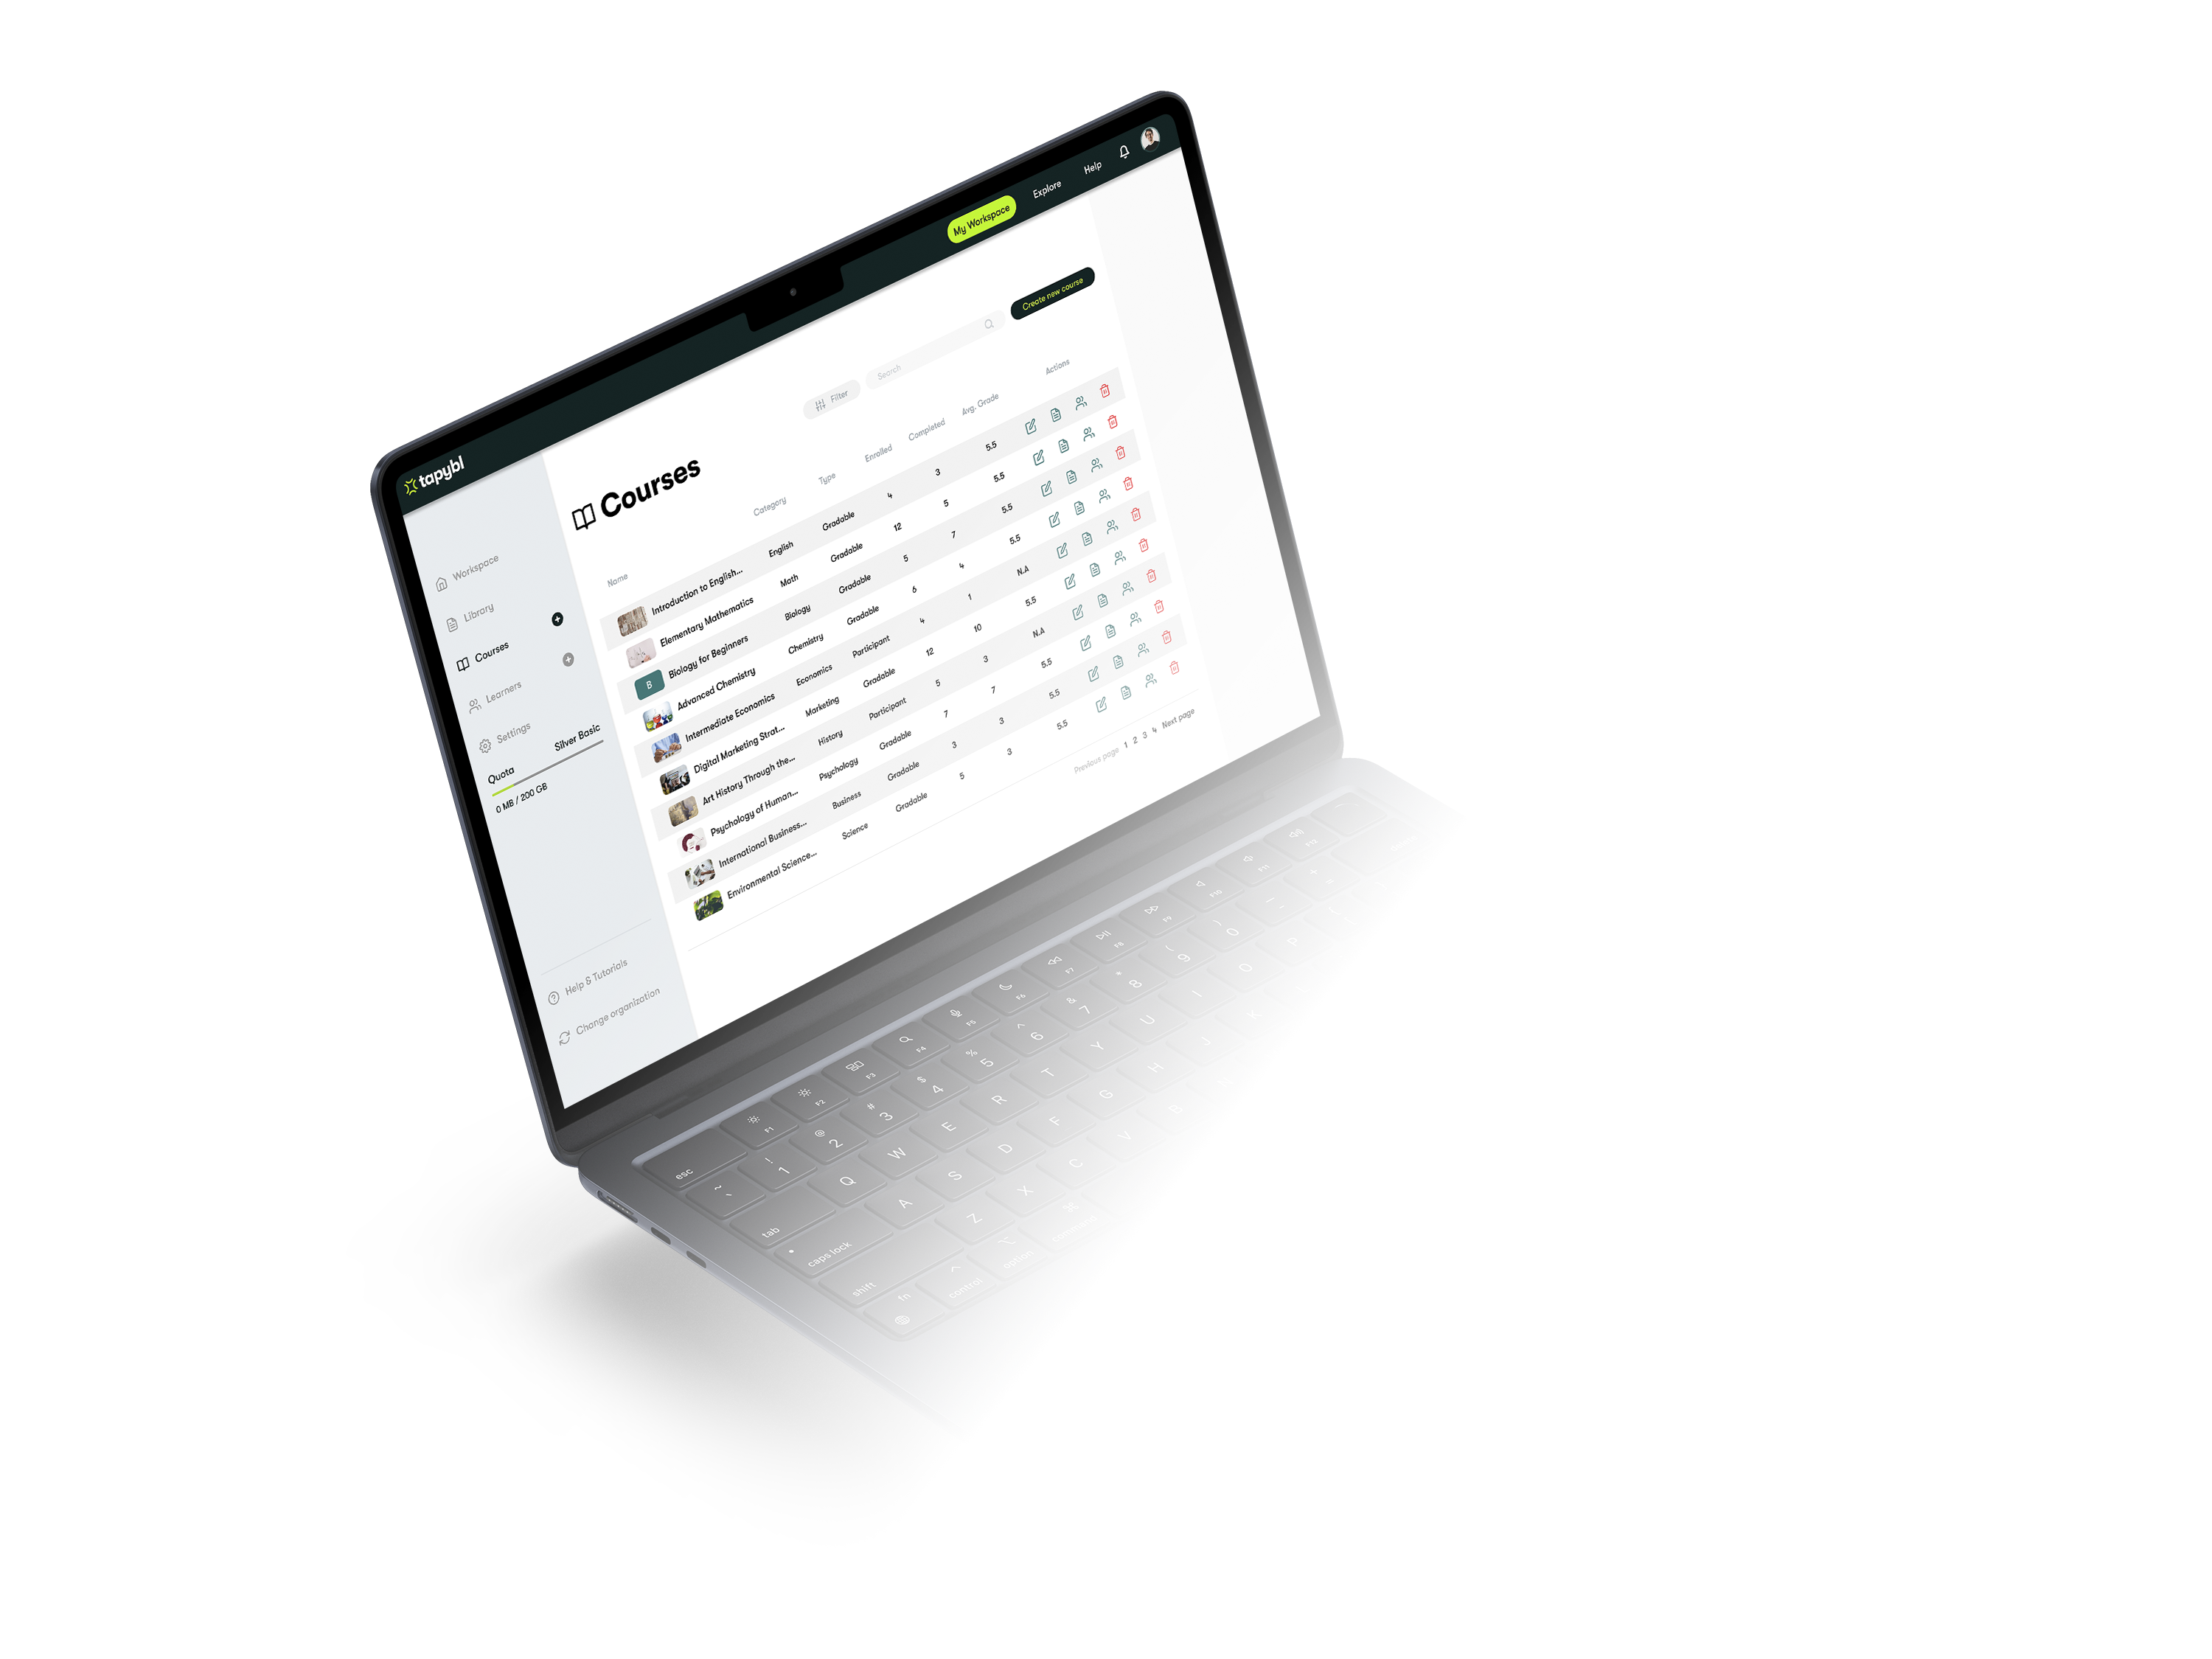 tapybl
My Workspace
Explore
Help
Workspace
Library
Courses
Learners
Settings
Quota
Silver Basic
0 MB / 200 GB
Help & Tutorials
Change organization
Courses
Filter
Search
Create new course
Name Category Type Enrolled Completed Avg. Grade Actions
Introduction to English... English Gradable 4 3 5.5
Elementary Mathematics Math Gradable 12 5 5.5
B Biology for Beginners Biology Gradable 5 7 5.5
Advanced Chemistry Chemistry Gradable 6 4 5.5
Intermediate Economics Economics Participant 4 1 N.A
Digital Marketing Strat... Marketing Gradable 12 10 5.5
Art History Through the... History Participant 5 3 N.A
Psychology of Human... Psychology Gradable 7 7 5.5
International Business... Business Gradable 3 3 5.5
Environmental Science... Science Gradable 5 3 5.5
Previous page 1 2 3 4 Next page
esc F1 F2 F3 F4 F5 F6 F7 F8 F9 F10 F11 F12
~ ! @ # $ % ^ & * ( ) _ +
` 1 2 3 4 5 6 7 8 9 0 - =
tab Q W E R T Y U I O P
caps lock A S D F G H J K
shift Z X C V B
fn control option command